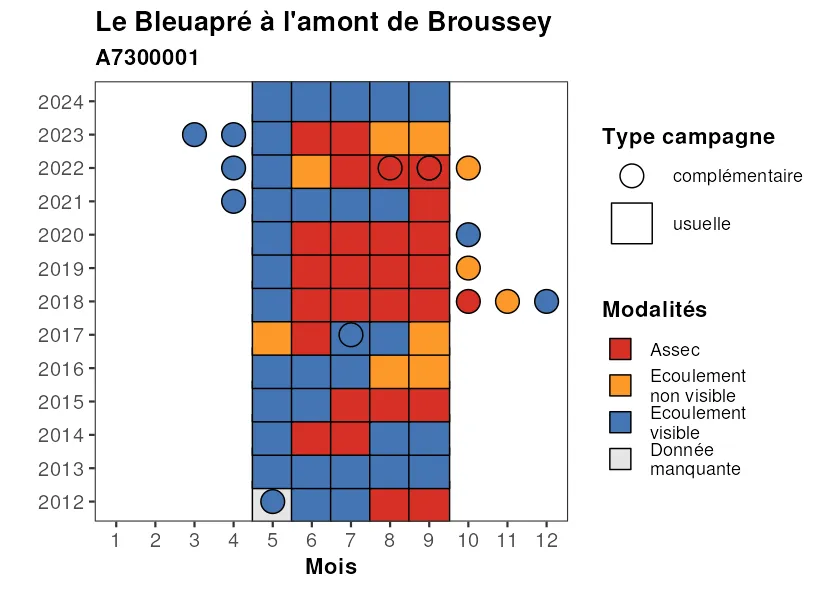 Le Bleuapré à l'amont de Broussey
A7300001
2024
2023
2022
2021
2020
2019
2018
2017
2016
2015
2014
2013
2012
1 2 3 4 5 6 7 8 9 10 11 12
Mois
Type campagne
complémentaire
usuelle
Modalités
Assec
Ecoulement
non visible
Ecoulement
visible
Donnée
manquante